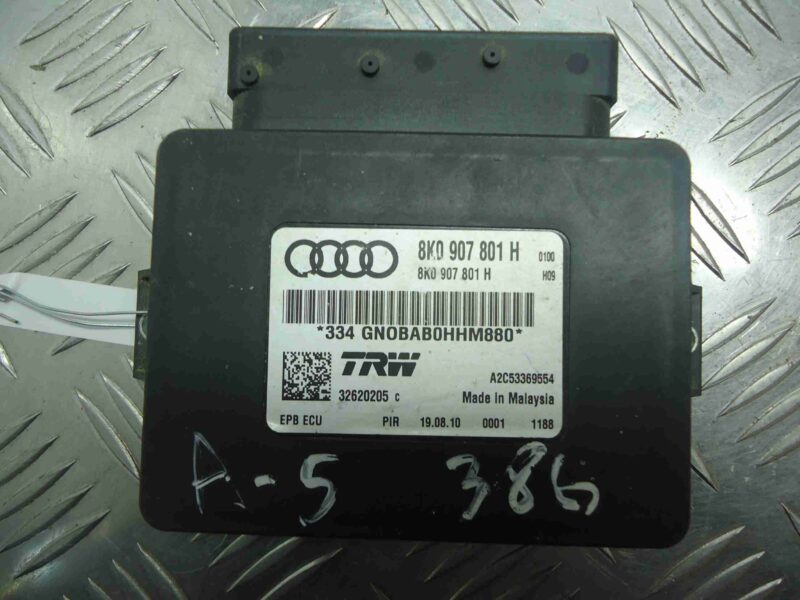 8K0 907 801 H 0100
8K0 907 801 H H09
*334 GNOBAB0HHM880*
TRW A2C53369554
32620205 c Made in Malaysia
EPB ECU PIR 19.08.10 0001 1188
A-5 386